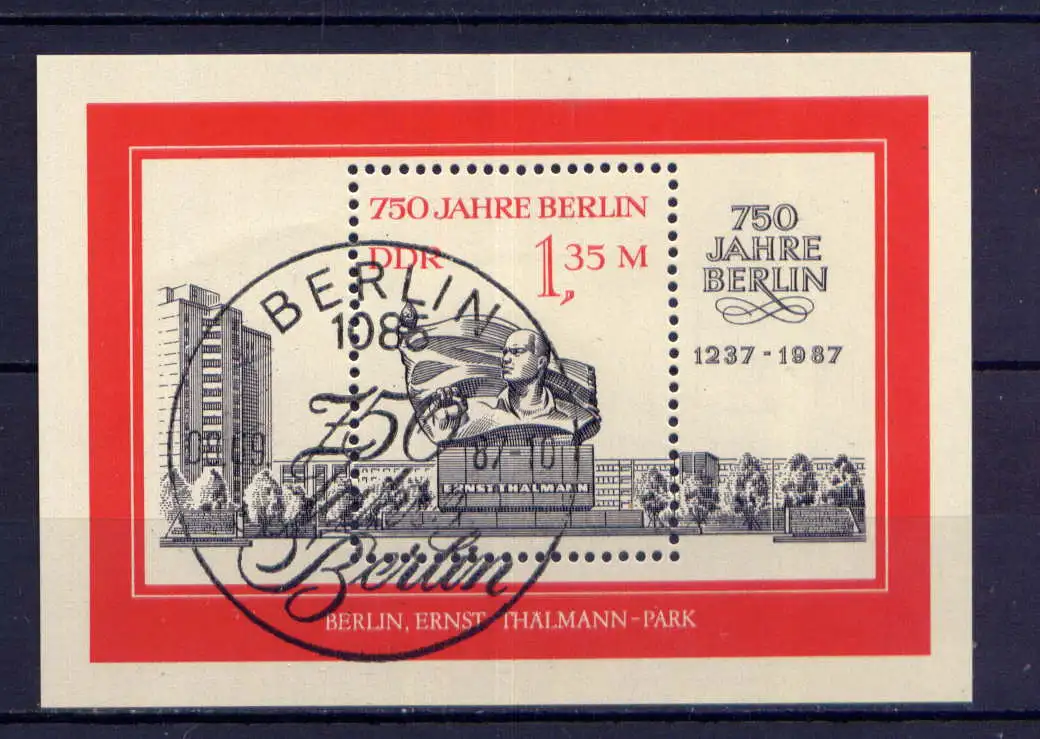 750 JAHRE BERLIN
DDR 1,35 M
750
JAHRE
BERLIN
1237 - 1987
BERLIN
1085
750
Jahre
Berlin
ERNST THÄLMANN
BERLIN, ERNST-THÄLMANN-PARK